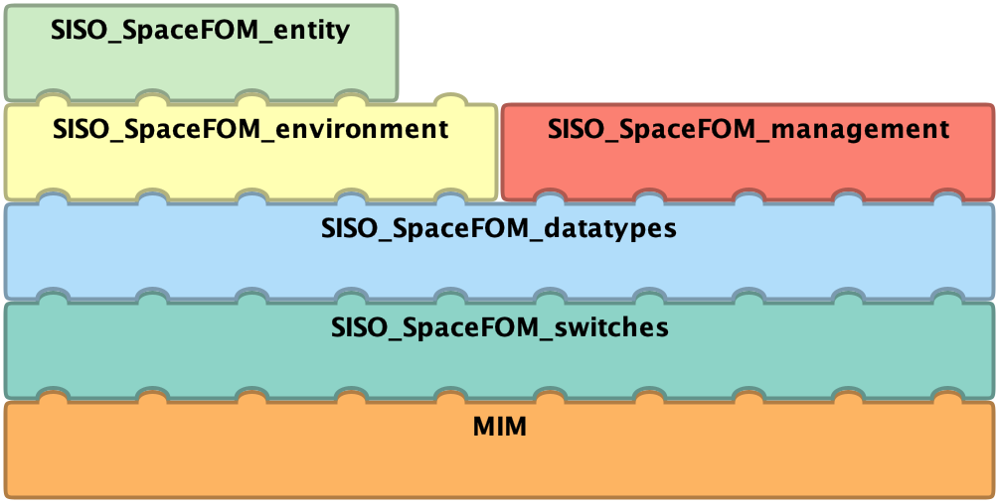 SISO_SpaceFOM_entity
SISO_SpaceFOM_environment
SISO_SpaceFOM_management
SISO_SpaceFOM_datatypes
SISO_SpaceFOM_switches
MIM